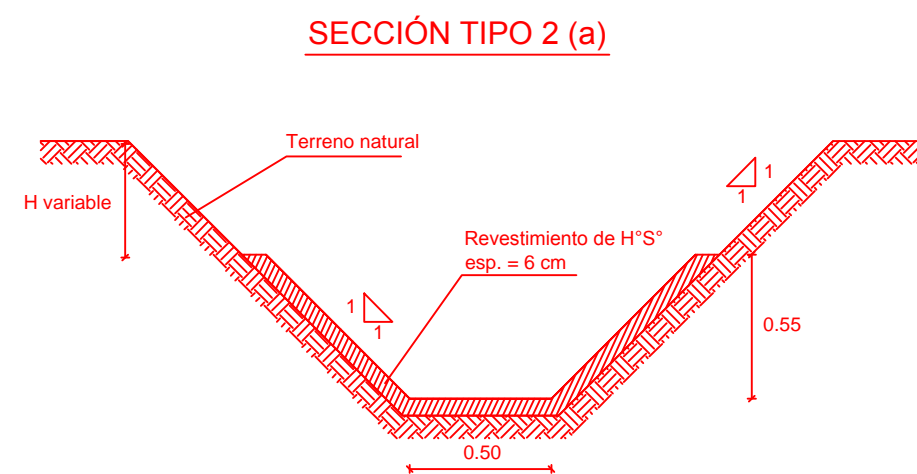 SECCIÓN TIPO 2 (a)
Terreno natural
H variable
1
1
Revestimiento de H°S°
esp. = 6 cm
1
1
0.55
0.50